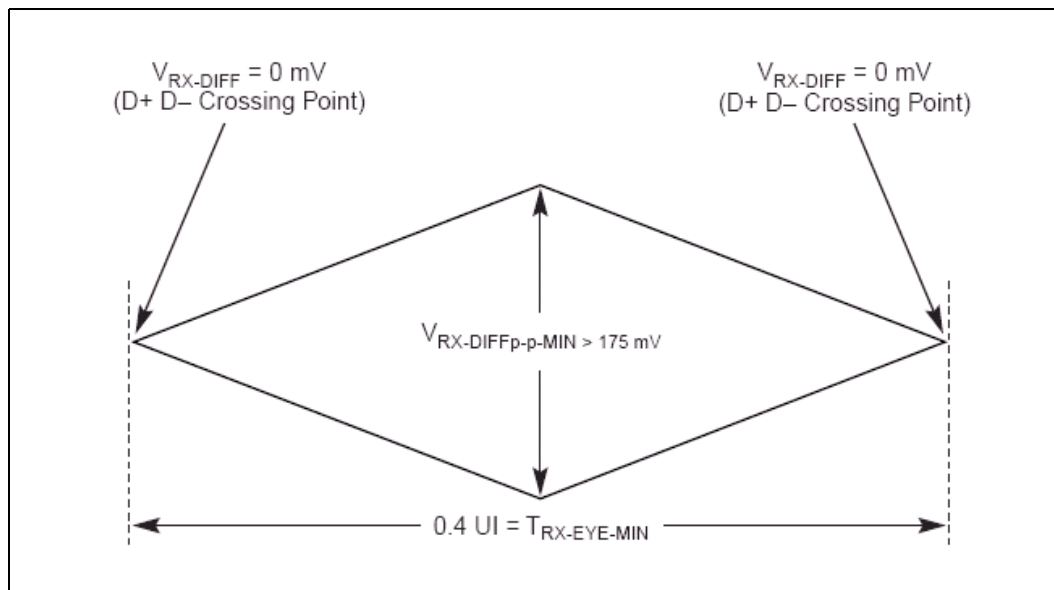 V_RX-DIFF = 0 mV
(D+ D– Crossing Point)
V_RX-DIFF = 0 mV
(D+ D– Crossing Point)
V_RX-DIFFp-p-MIN > 175 mV
0.4 UI = T_RX-EYE-MIN